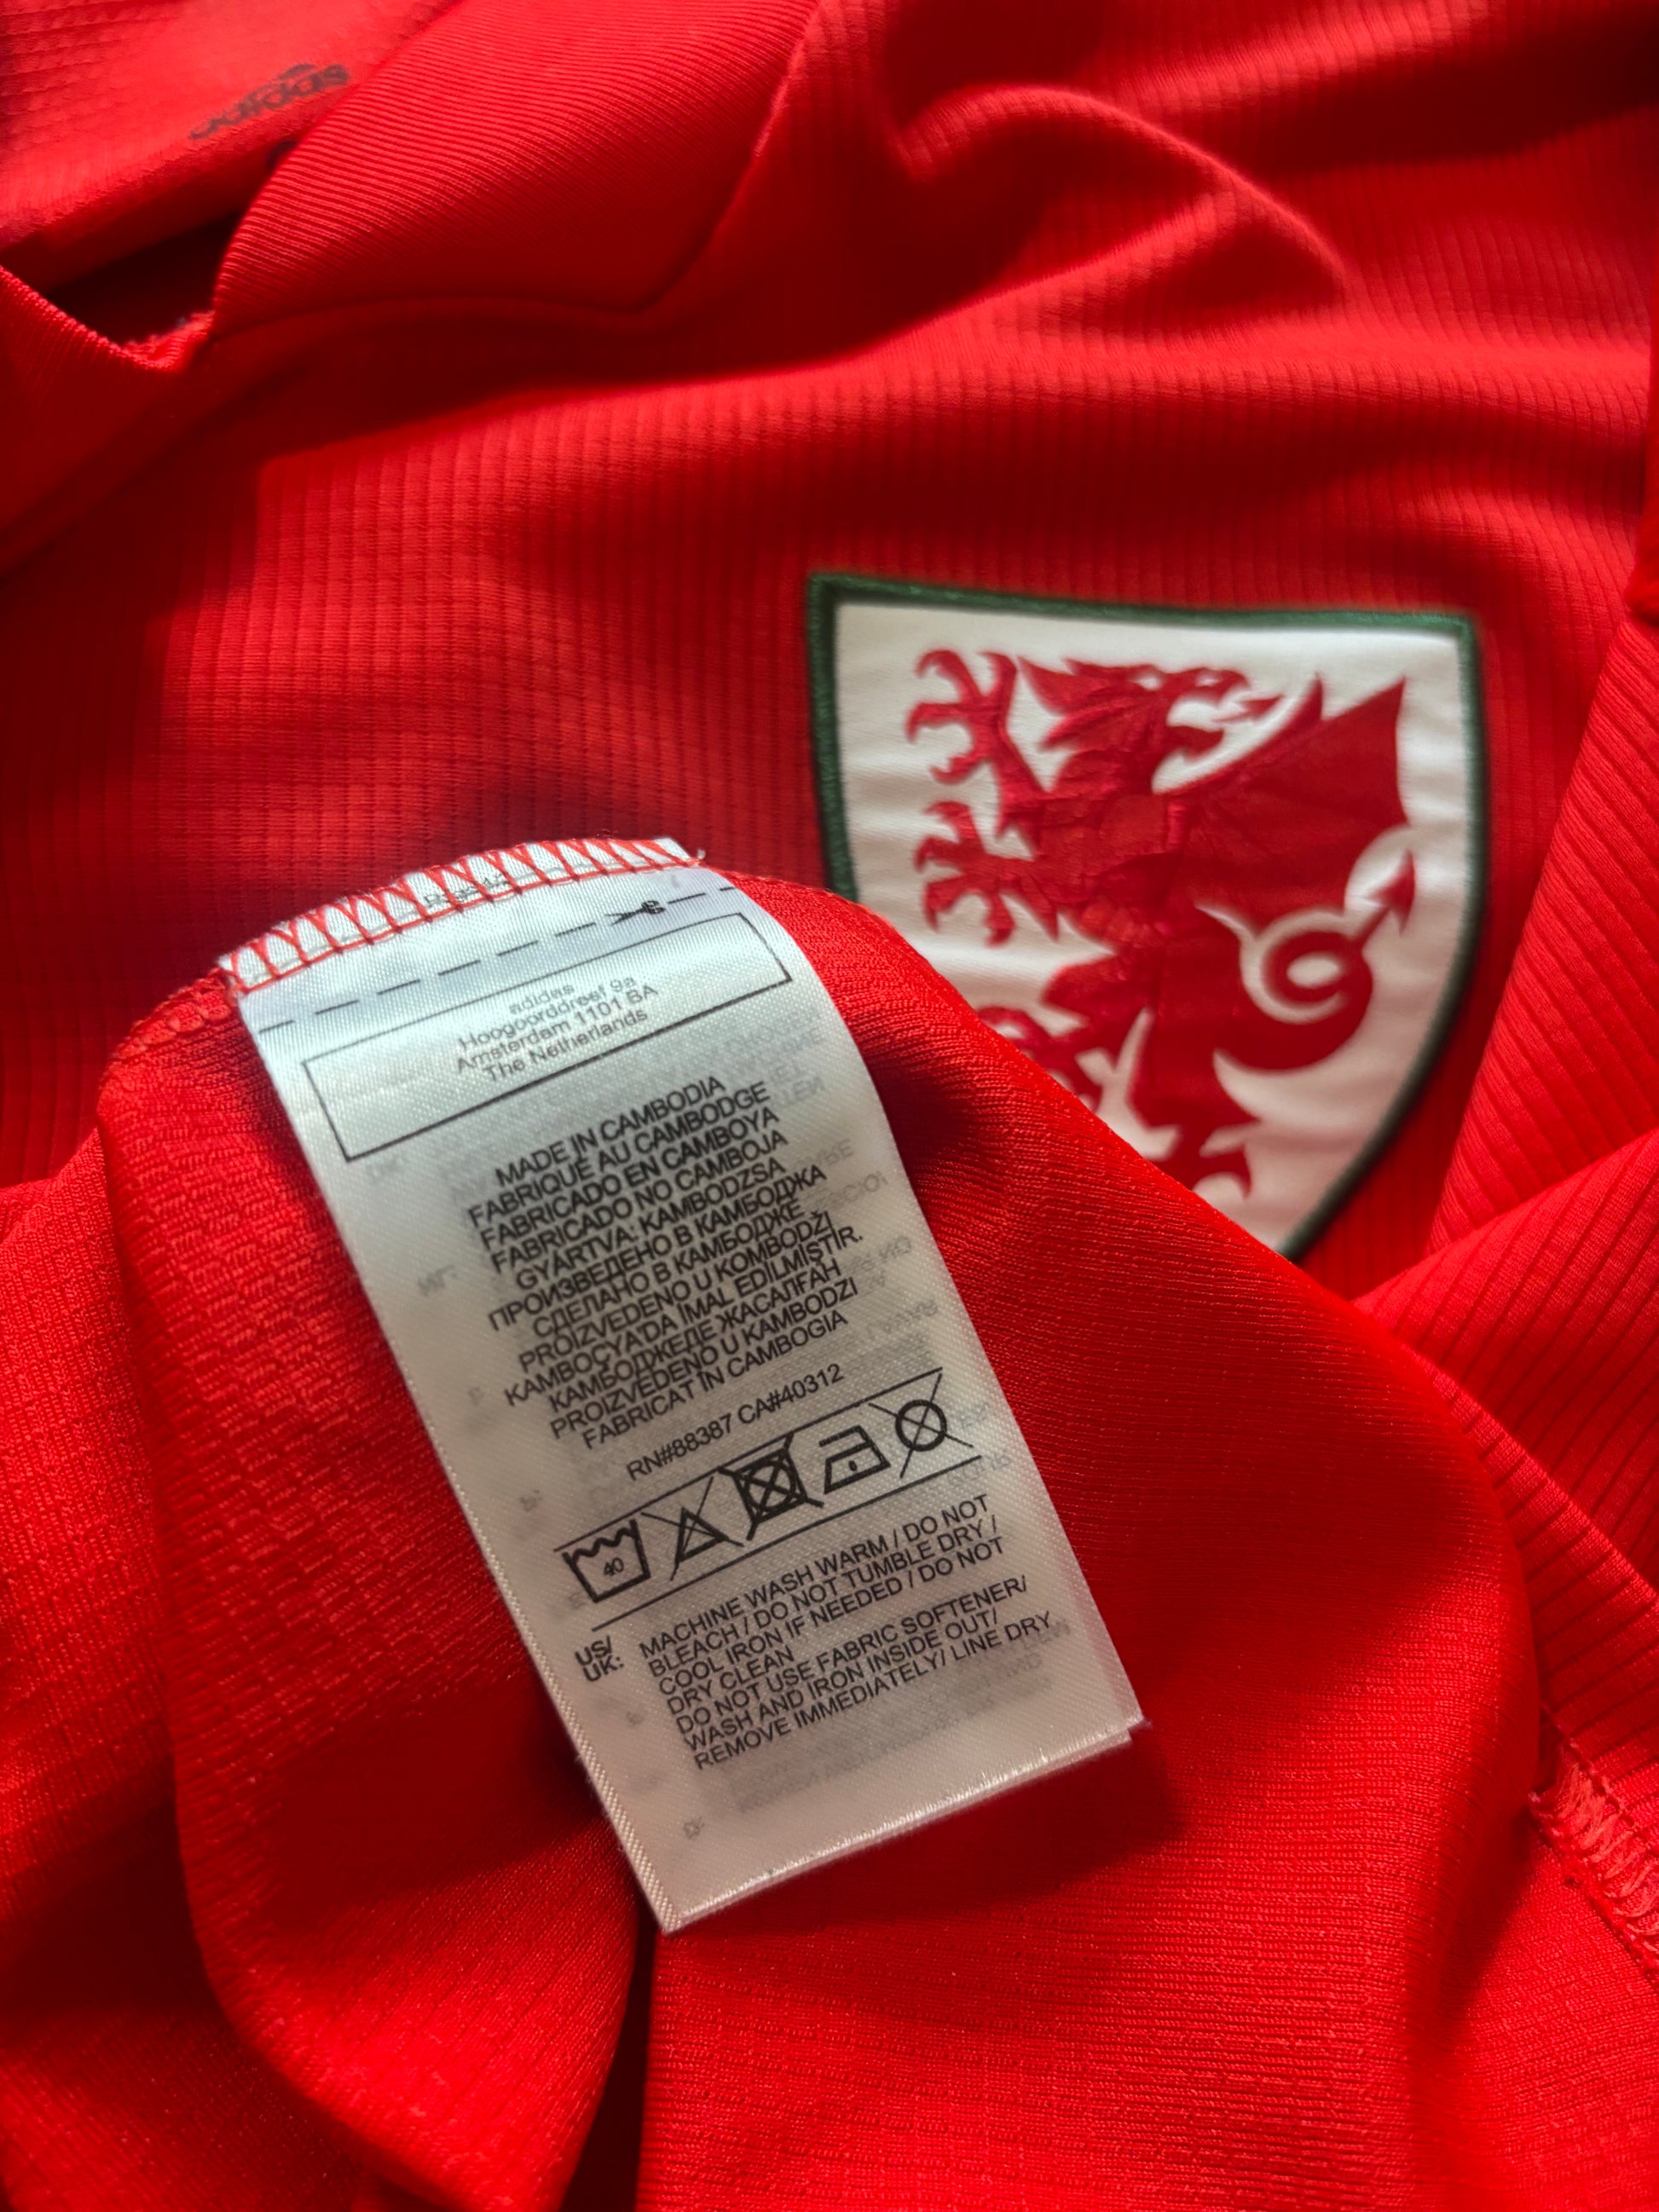 adidas
adidas
Hoogoorddreef 9a
Amsterdam 1101 BA
The Netherlands
MADE IN CAMBODIA
FABRIQUÉ AU CAMBODGE
FABRICADO EN CAMBOYA
FABRICADO NO CAMBOJA
GYÁRTVA: KAMBODZSA
ПРОИЗВЕДЕНО В КАМБОДЖА
СДЕЛАНО В КАМБОДЖЕ
PROIZVEDENO U KOMBODŽI
KAMBOÇYA'DA İMAL EDİLMİŞTİR.
КАМБОДЖЕДЕ ЖАСАЛҒАН
PROIZVEDENO U KAMBODZI
FABRICAT ÎN CAMBOGIA
RN#88387 CA#40312
40
US/
UK:
MACHINE WASH WARM / DO NOT
BLEACH / DO NOT TUMBLE DRY /
COOL IRON IF NEEDED / DO NOT
DRY CLEAN
DO NOT USE FABRIC SOFTENER/
WASH AND IRON INSIDE OUT/
REMOVE IMMEDIATELY/ LINE DRY